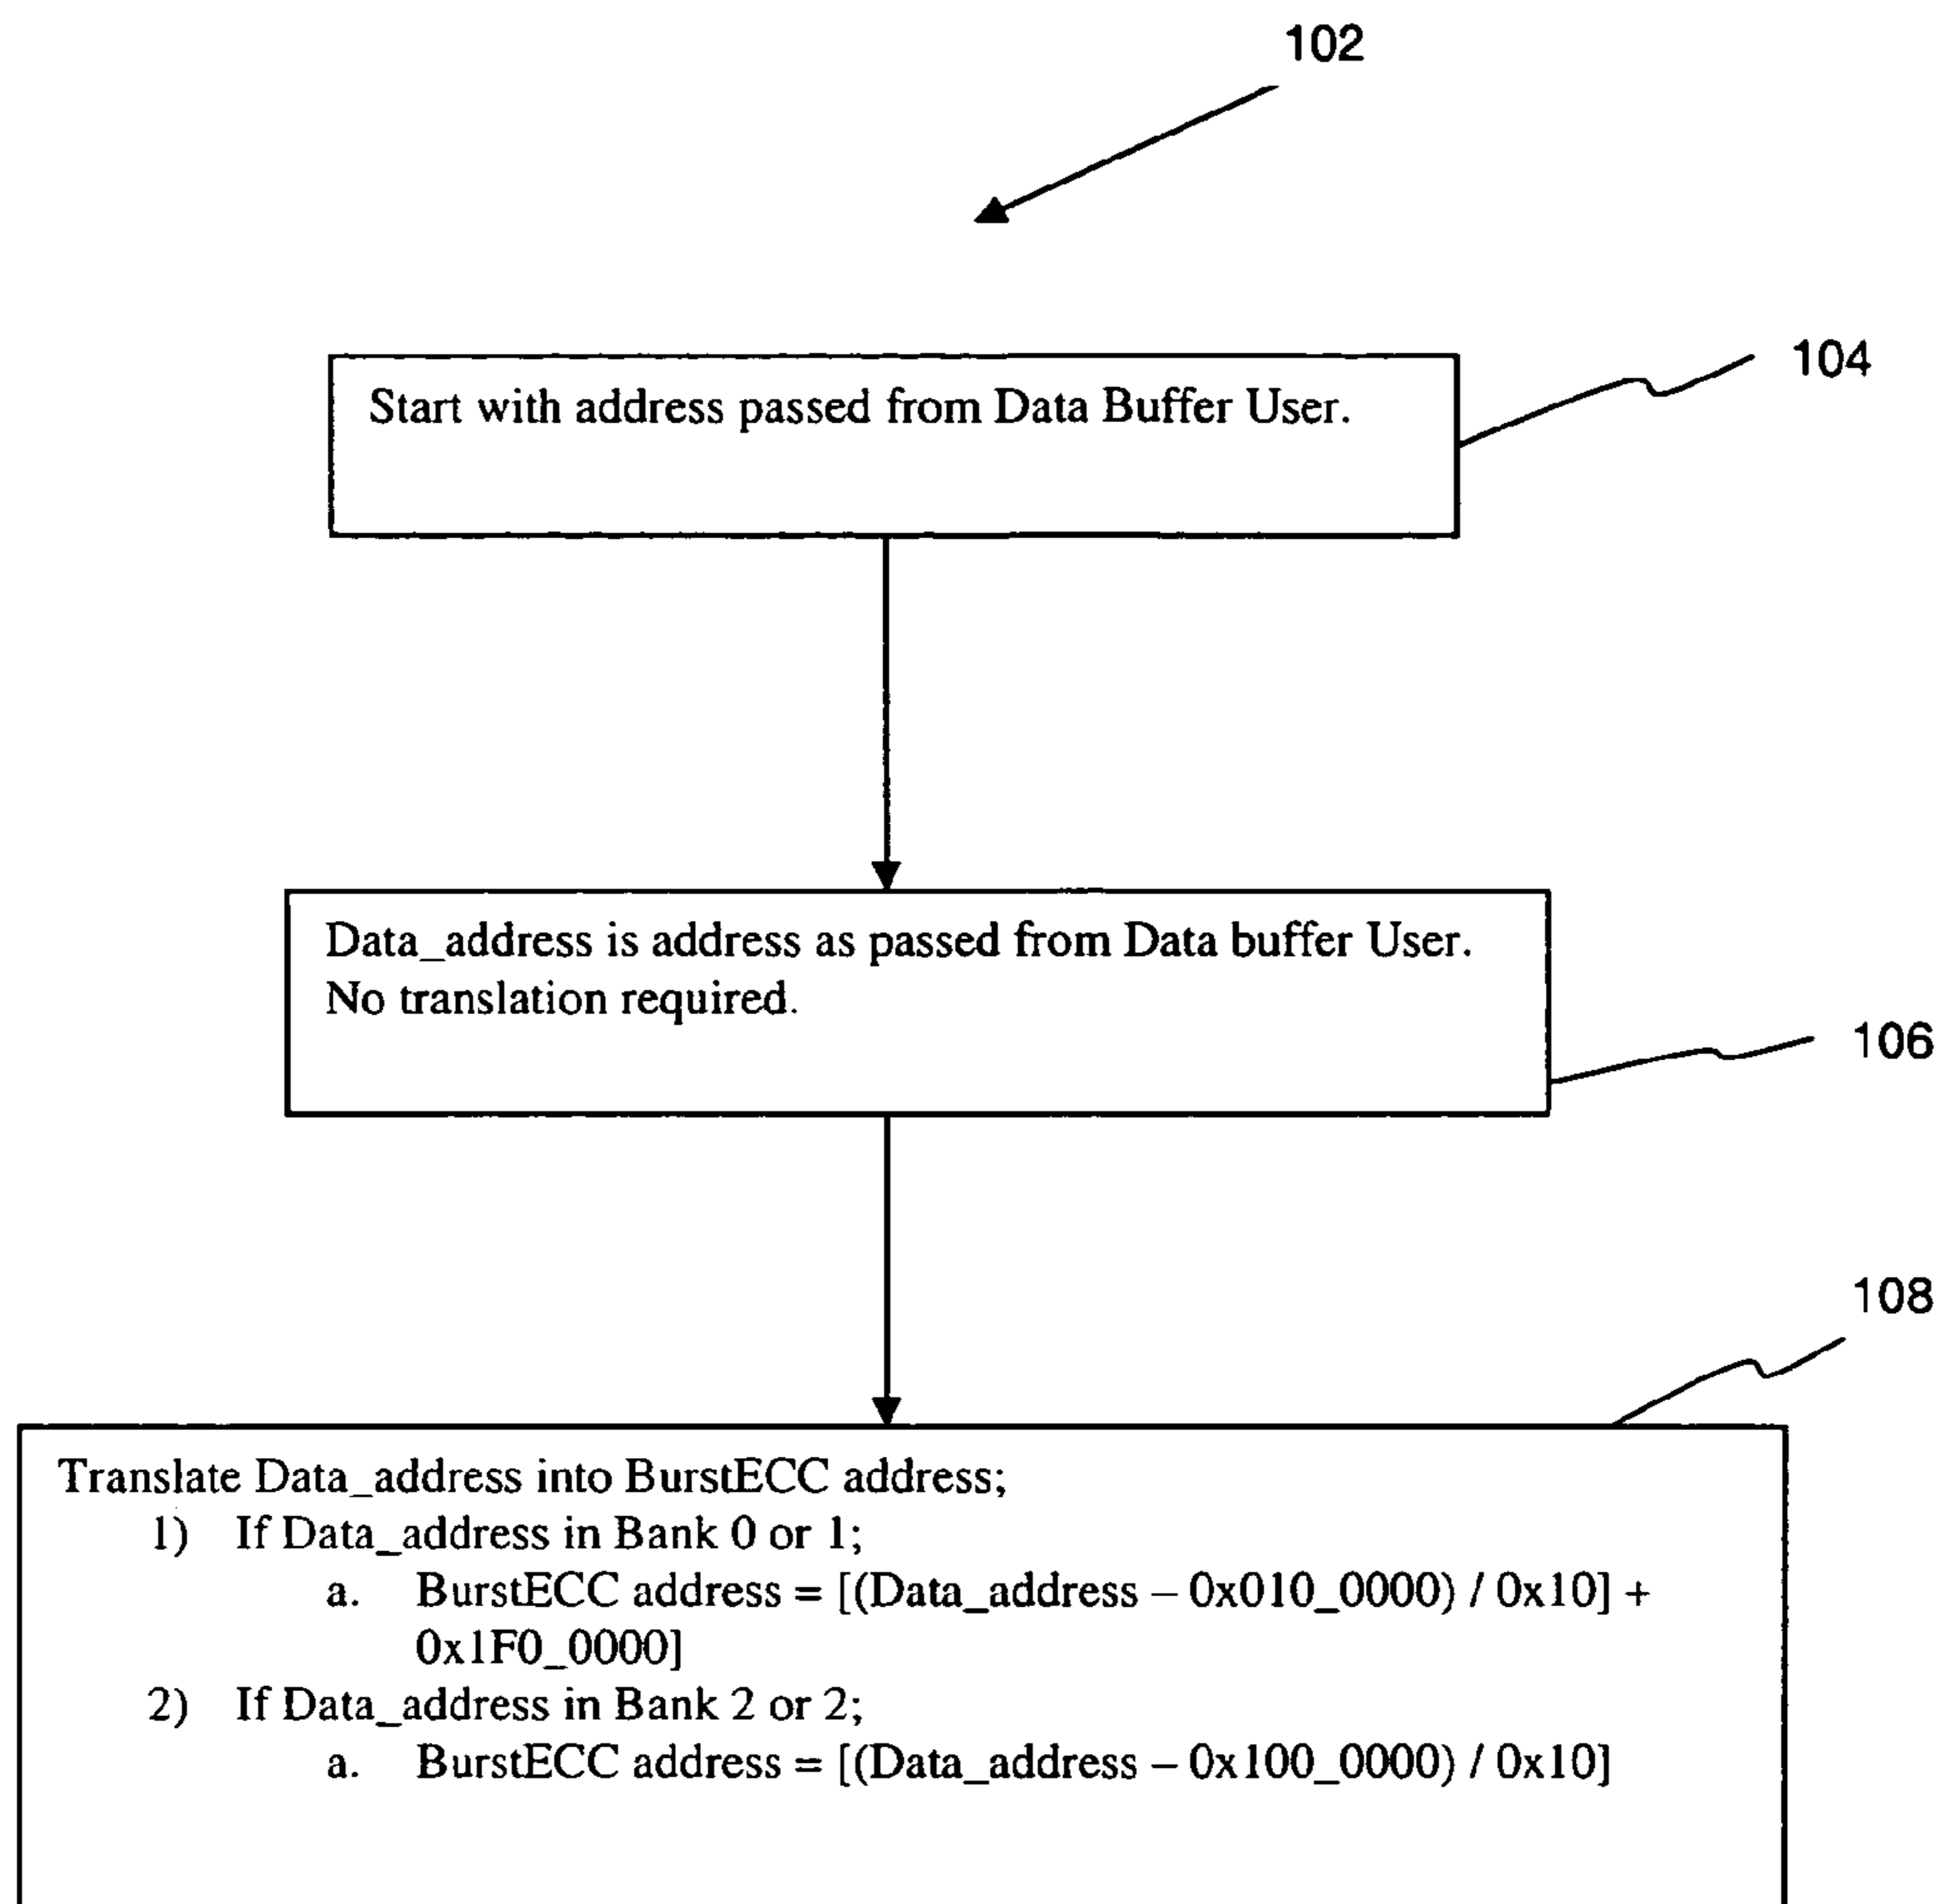 102
104
Start with address passed from Data Buffer User.
Data_address is address as passed from Data buffer User.
No translation required.
106
108
Translate Data_address into BurstECC address;
1) If Data_address in Bank 0 or 1;
a. BurstECC address = [(Data_address – 0x010_0000) / 0x10] +
0x1F0_0000]
2) If Data_address in Bank 2 or 2;
a. BurstECC address = [(Data_address – 0x100_0000) / 0x10]